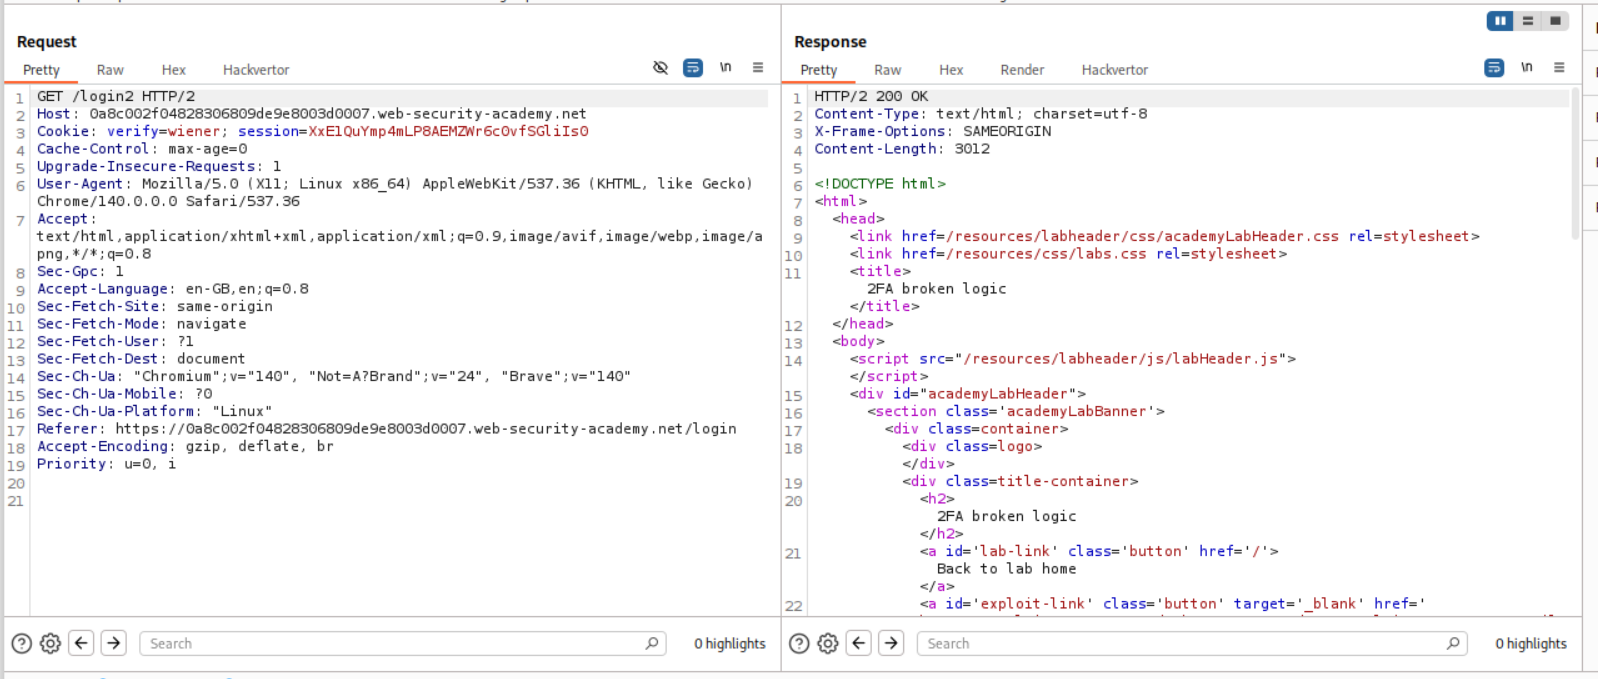 Request
Pretty Raw Hex Hackvertor \n
1 GET /login2 HTTP/2
2 Host: 0a8c002f04828306809de9e8003d0007.web-security-academy.net
3 Cookie: verify=wiener; session=XxE1QuYmp4mLP8AEMZWr6c0vfSGliIs0
4 Cache-Control: max-age=0
5 Upgrade-Insecure-Requests: 1
6 User-Agent: Mozilla/5.0 (X11; Linux x86_64) AppleWebKit/537.36 (KHTML, like Gecko)
Chrome/140.0.0.0 Safari/537.36
7 Accept:
text/html,application/xhtml+xml,application/xml;q=0.9,image/avif,image/webp,image/a
png,*/*;q=0.8
8 Sec-Gpc: 1
9 Accept-Language: en-GB,en;q=0.8
10 Sec-Fetch-Site: same-origin
11 Sec-Fetch-Mode: navigate
12 Sec-Fetch-User: ?1
13 Sec-Fetch-Dest: document
14 Sec-Ch-Ua: "Chromium";v="140", "Not=A?Brand";v="24", "Brave";v="140"
15 Sec-Ch-Ua-Mobile: ?0
16 Sec-Ch-Ua-Platform: "Linux"
17 Referer: https://0a8c002f04828306809de9e8003d0007.web-security-academy.net/login
18 Accept-Encoding: gzip, deflate, br
19 Priority: u=0, i
20
21
Search
0 highlights
Response
Pretty Raw Hex Render Hackvertor \n
1 HTTP/2 200 OK
2 Content-Type: text/html; charset=utf-8
3 X-Frame-Options: SAMEORIGIN
4 Content-Length: 3012
5
6 <!DOCTYPE html>
7 <html>
8 <head>
9 <link href=/resources/labheader/css/academyLabHeader.css rel=stylesheet>
10 <link href=/resources/css/labs.css rel=stylesheet>
11 <title>
2FA broken logic
</title>
12 </head>
13 <body>
14 <script src="/resources/labheader/js/labHeader.js">
</script>
15 <div id="academyLabHeader">
16 <section class='academyLabBanner'>
17 <div class=container>
18 <div class=logo>
</div>
19 <div class=title-container>
20 <h2>
2FA broken logic
</h2>
21 <a id='lab-link' class='button' href='/'>
Back to lab home
</a>
22 <a id='exploit-link' class='button' target='_blank' href='
Search
0 highlights